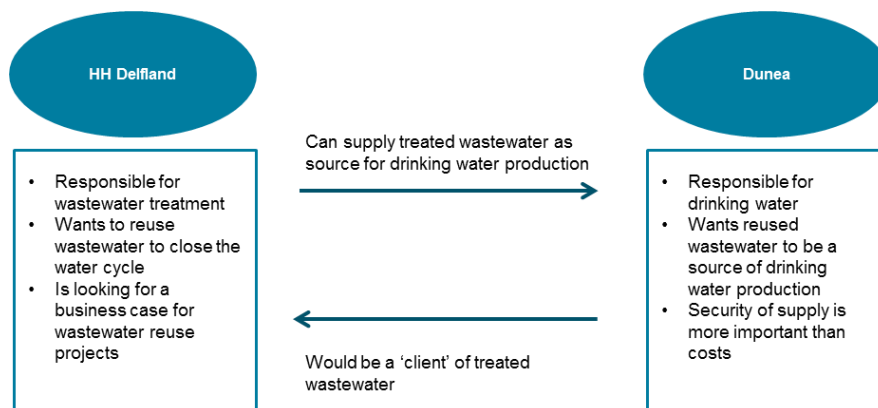 HH Delfland
Dunea
Can supply treated wastewater as
source for drinking water production
• Responsible for
wastewater treatment
• Wants to reuse
wastewater to close the
water cycle
• Is looking for a
business case for
wastewater reuse
projects
• Responsible for
drinking water
• Wants reused
wastewater to be a
source of drinking
water production
• Security of supply is
more important than
costs
Would be a ‘client’ of treated
wastewater